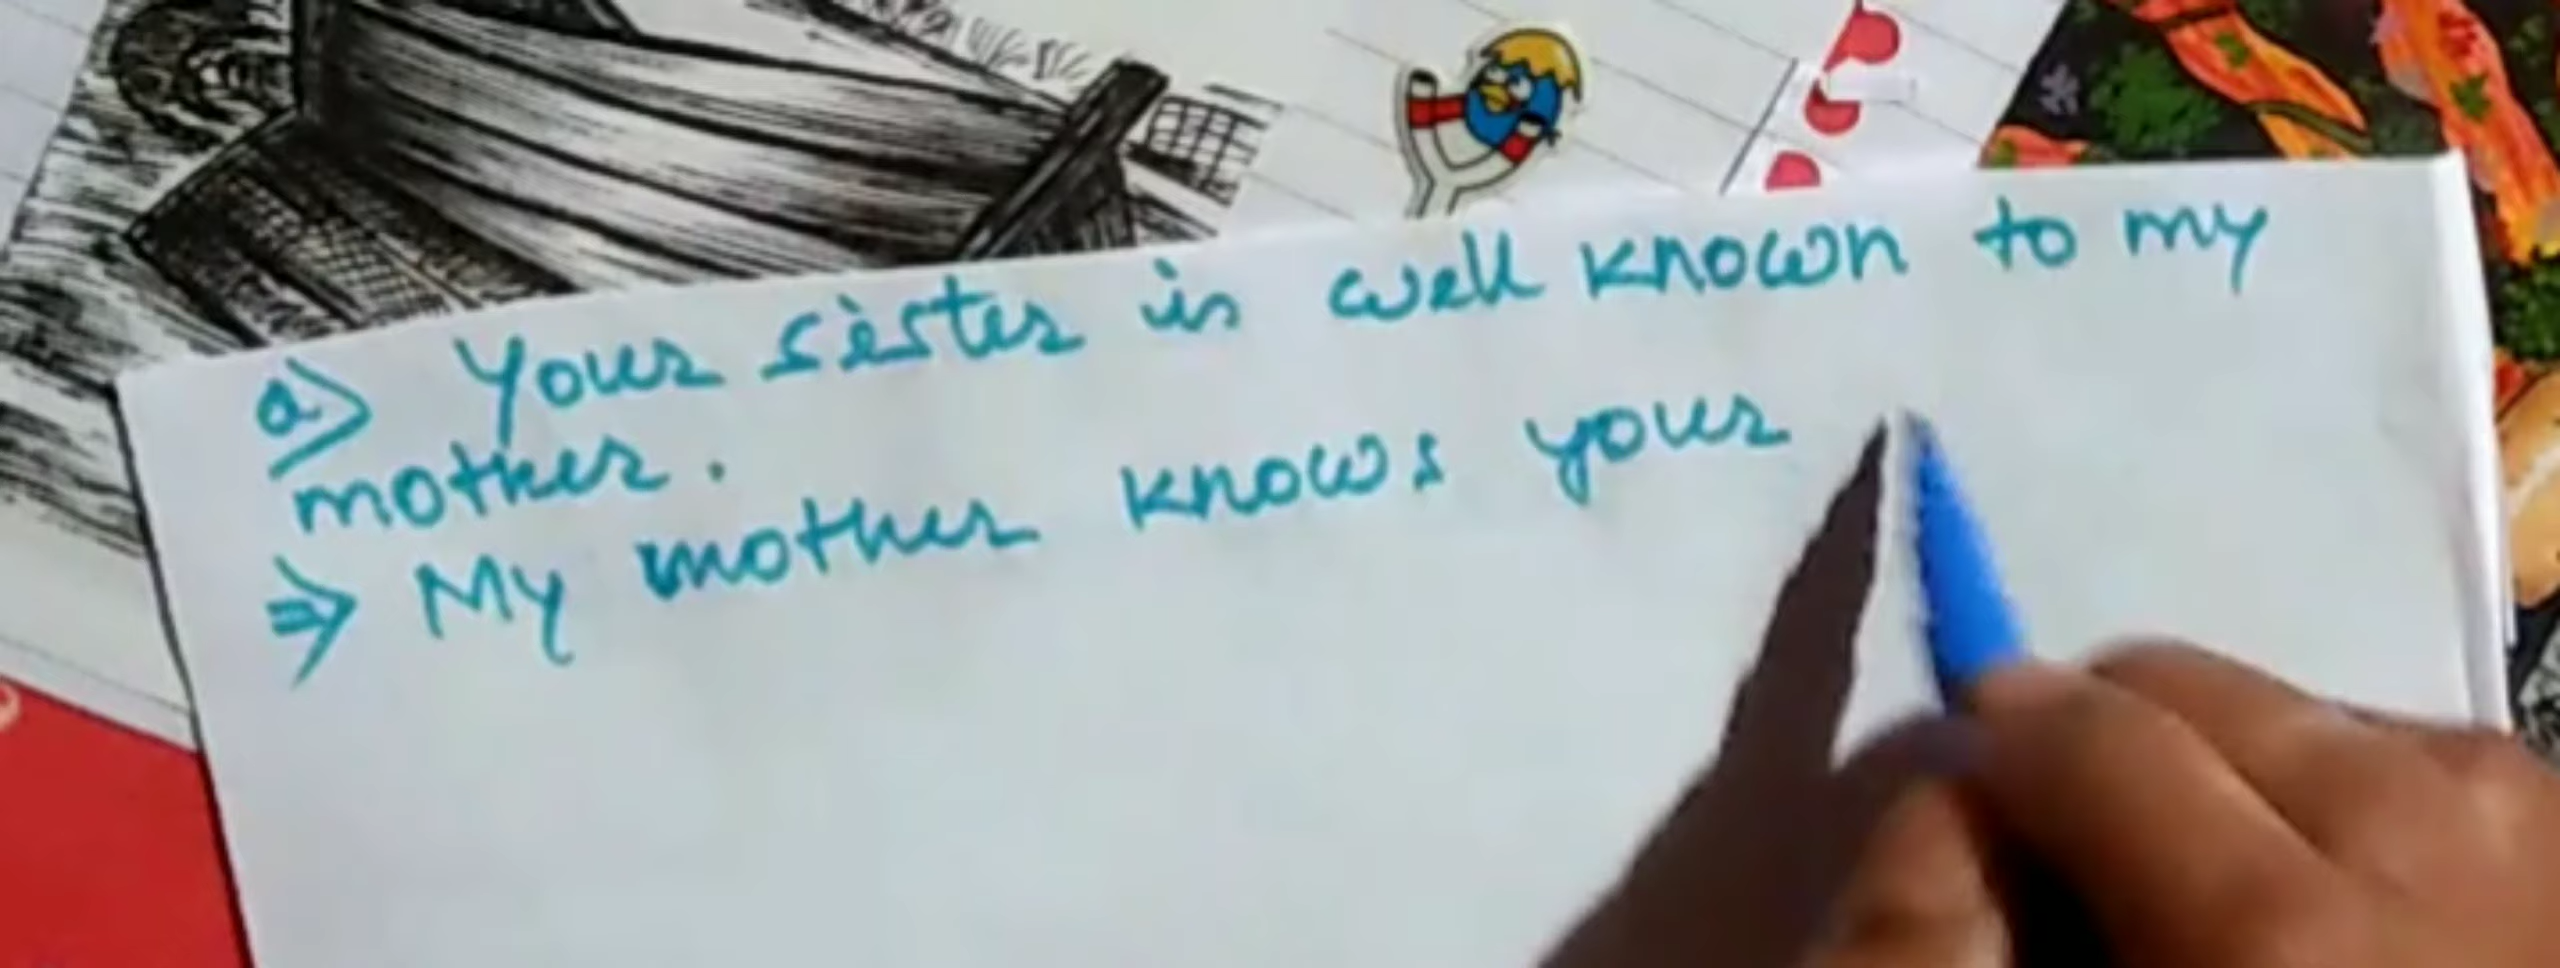 a) Your sister is well known to my
mother.
⇒ My mother knows your